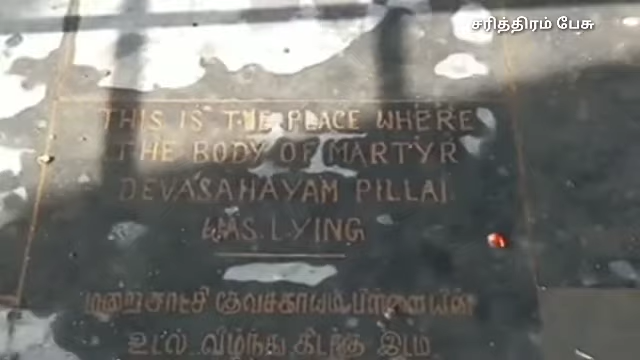 சரித்திரம் பேசு
THIS IS THE PLACE WHERE
THE BODY OF MARTYR
DEVASAHAYAM PILLAI
WAS LYING
மறைசாட்சி தேவசகாயம் பிள்ளையின்
உடல் விழுந்து கிடந்த இடம்